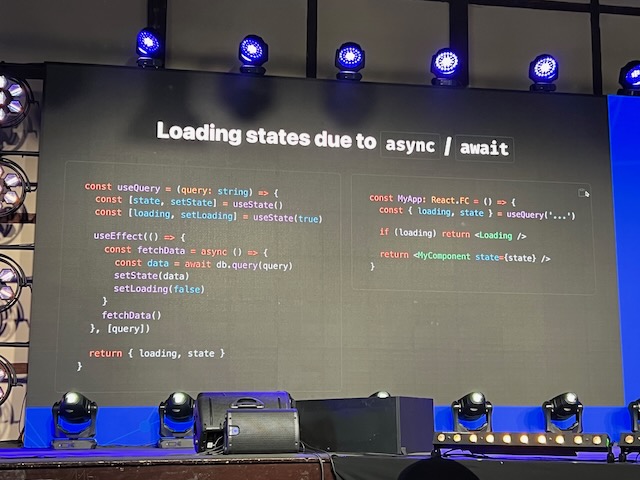 Loading states due to async / await
const useQuery = (query: string) => {
const [state, setState] = useState()
const [loading, setLoading] = useState(true)
useEffect(() => {
const fetchData = async () => {
const data = await db.query(query)
setState(data)
setLoading(false)
}
fetchData()
}, [query])
return { loading, state }
}
const MyApp: React.FC = () => {
const { loading, state } = useQuery('...')
if (loading) return <Loading />
return <MyComponent state={state} />
}